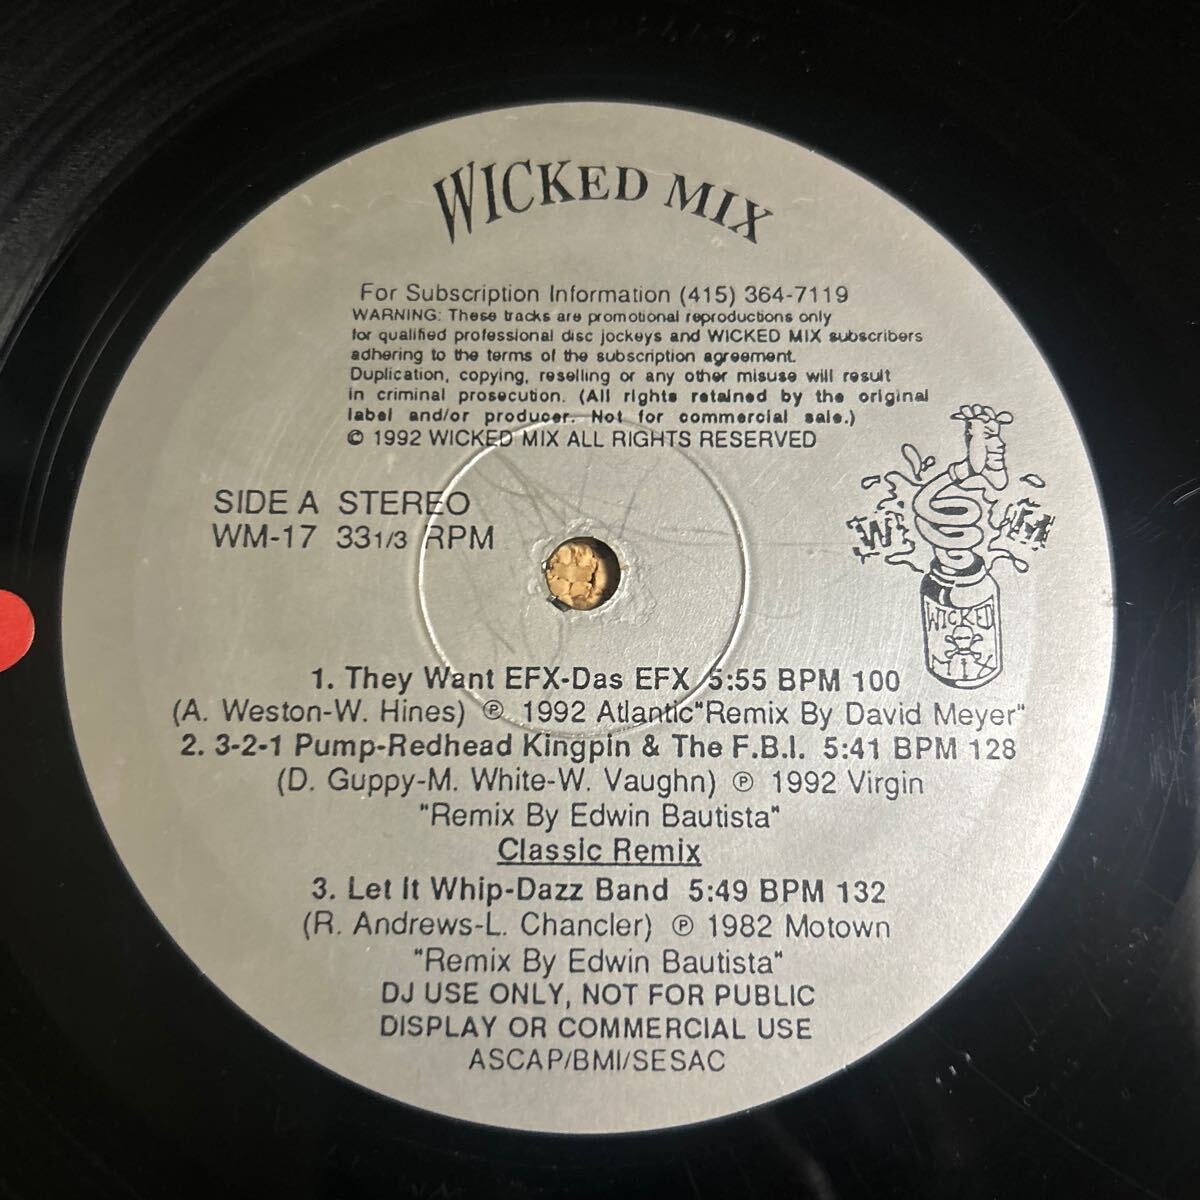 WICKED MIX
For Subscription Information (415) 364-7119
WARNING: These tracks are promotional reproductions only
for qualified professional disc jockeys and WICKED MIX subscribers
adhering to the terms of the subscription agreement.
Duplication, copying, reselling or any other misuse will result
in criminal prosecution. (All rights retained by the original
label and/or producer. Not for commercial sale.)
© 1992 WICKED MIX ALL RIGHTS RESERVED
SIDE A STEREO
WM-17 33 1/3 RPM
W M
WICKED
MIX
1. They Want EFX-Das EFX 5:55 BPM 100
(A. Weston-W. Hines) ℗ 1992 Atlantic"Remix By David Meyer"
2. 3-2-1 Pump-Redhead Kingpin & The F.B.I. 5:41 BPM 128
(D. Guppy-M. White-W. Vaughn) ℗ 1992 Virgin
"Remix By Edwin Bautista"
Classic Remix
3. Let It Whip-Dazz Band 5:49 BPM 132
(R. Andrews-L. Chancler) ℗ 1982 Motown
"Remix By Edwin Bautista"
DJ USE ONLY, NOT FOR PUBLIC
DISPLAY OR COMMERCIAL USE
ASCAP/BMI/SESAC